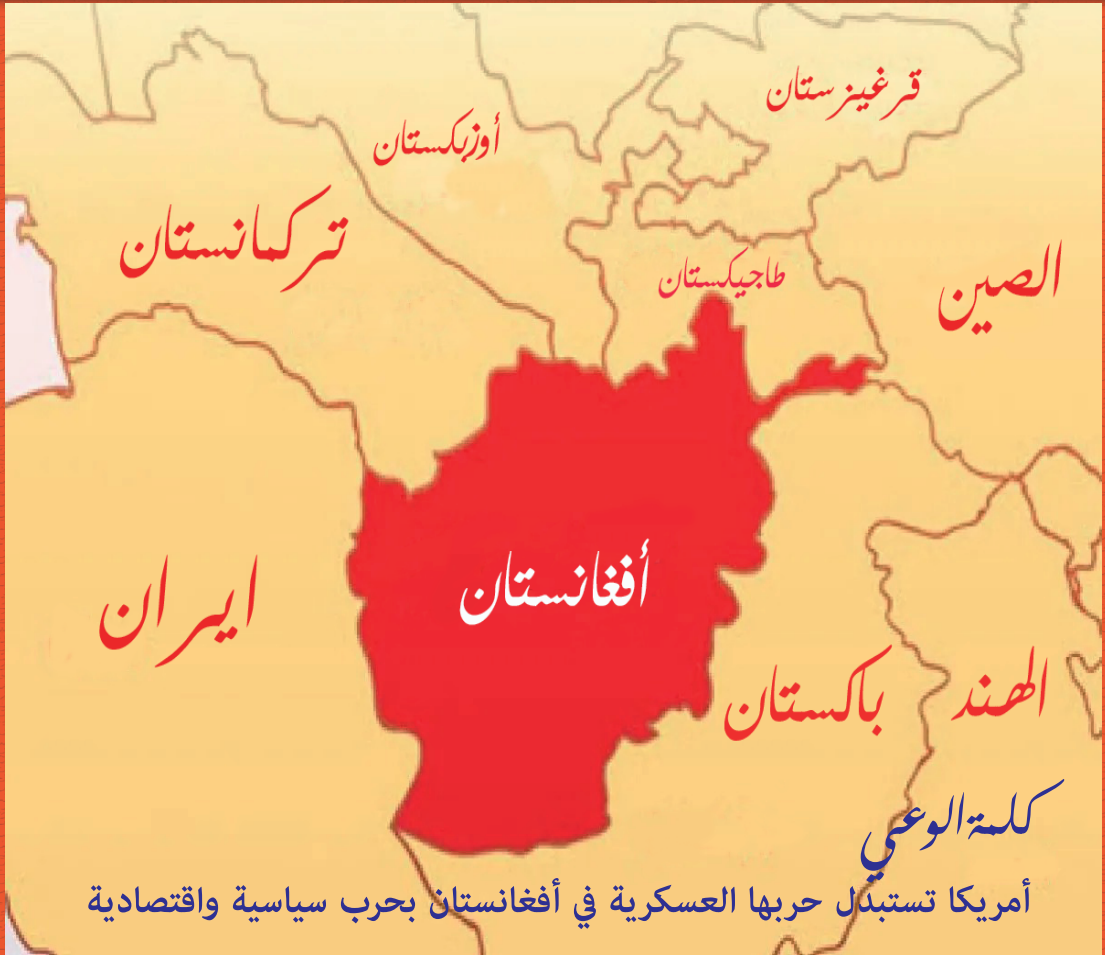 قرغيزستان
أوزبكستان
تركمانستان
الصين
طاجيكستان
أفغانستان
ايران
الهند
باكستان
كلمة الوعي
أمريكا تستبدل حربها العسكرية في أفغانستان بحرب سياسية واقتصادية